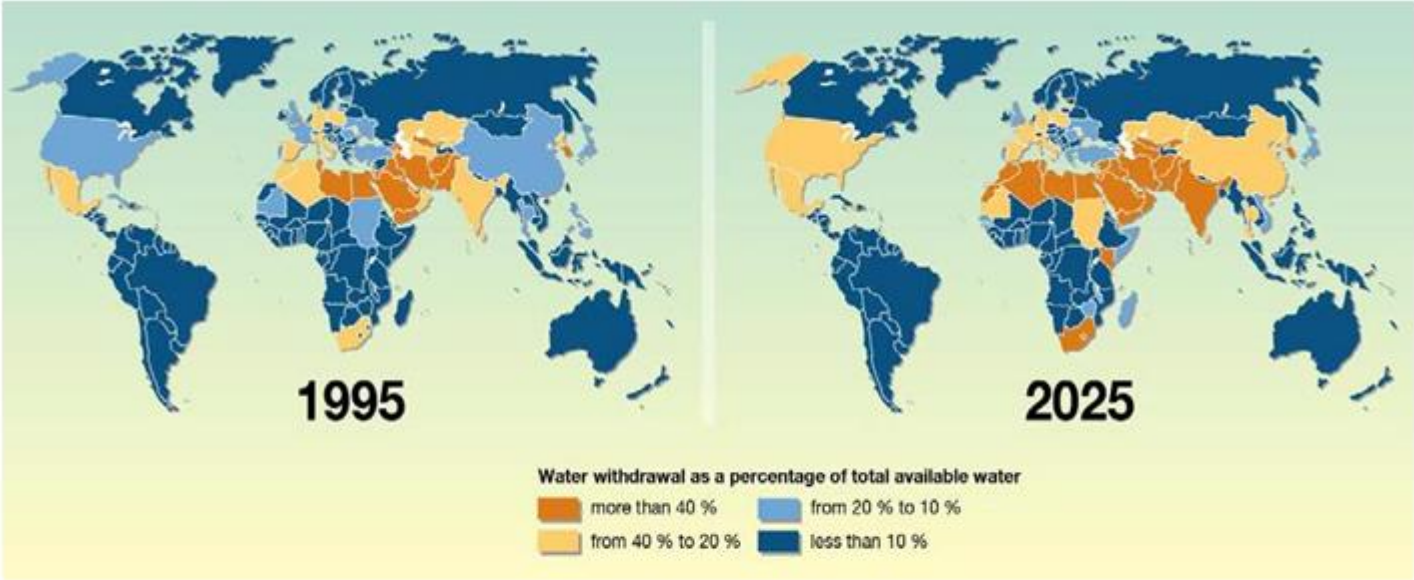 1995
2025
Water withdrawal as a percentage of total available water
more than 40 %
from 20 % to 10 %
from 40 % to 20 %
less than 10 %